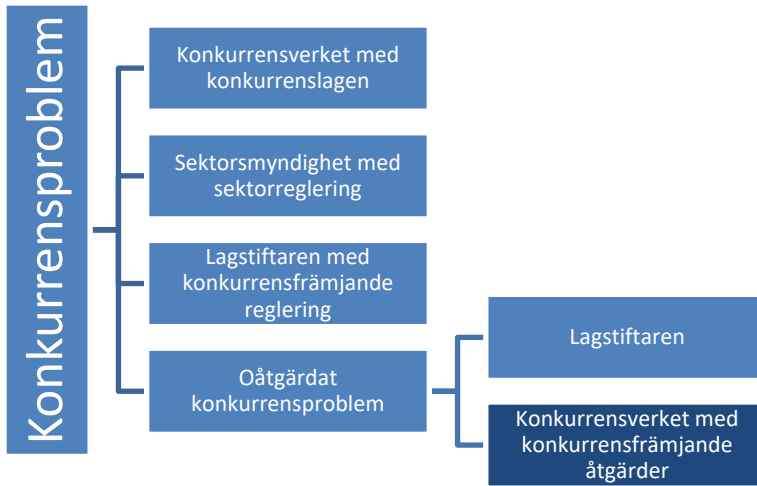 Konkurrensproblem
Konkurrensverket med
konkurrenslagen
Sektorsmyndighet med
sektorreglering
Lagstiftaren med
konkurrensfrämjande
reglering
Oåtgärdat
konkurrensproblem
Lagstiftaren
Konkurrensverket med
konkurrensfrämjande
åtgärder